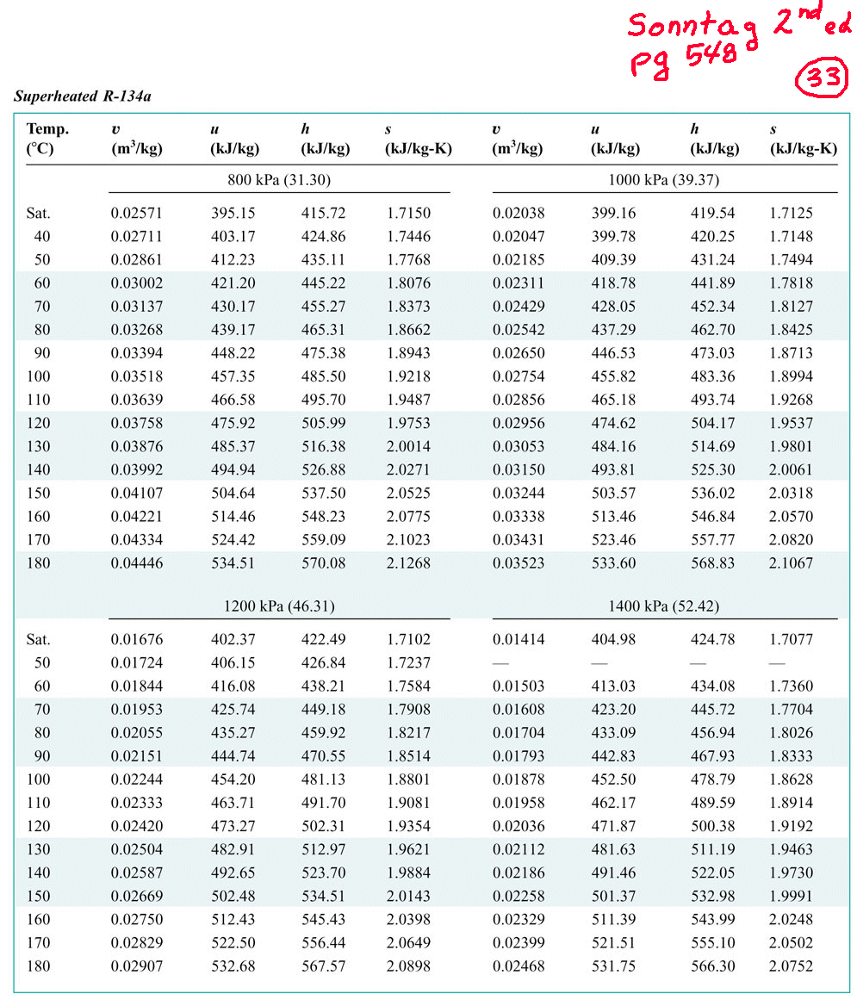 Sonntag 2nd ed
pg 548
33
Superheated R-134a
Temp. v u h s v u h s
(°C) (m³/kg) (kJ/kg) (kJ/kg) (kJ/kg-K) (m³/kg) (kJ/kg) (kJ/kg) (kJ/kg-K)
800 kPa (31.30) 1000 kPa (39.37)
Sat. 0.02571 395.15 415.72 1.7150 0.02038 399.16 419.54 1.7125
40 0.02711 403.17 424.86 1.7446 0.02047 399.78 420.25 1.7148
50 0.02861 412.23 435.11 1.7768 0.02185 409.39 431.24 1.7494
60 0.03002 421.20 445.22 1.8076 0.02311 418.78 441.89 1.7818
70 0.03137 430.17 455.27 1.8373 0.02429 428.05 452.34 1.8127
80 0.03268 439.17 465.31 1.8662 0.02542 437.29 462.70 1.8425
90 0.03394 448.22 475.38 1.8943 0.02650 446.53 473.03 1.8713
100 0.03518 457.35 485.50 1.9218 0.02754 455.82 483.36 1.8994
110 0.03639 466.58 495.70 1.9487 0.02856 465.18 493.74 1.9268
120 0.03758 475.92 505.99 1.9753 0.02956 474.62 504.17 1.9537
130 0.03876 485.37 516.38 2.0014 0.03053 484.16 514.69 1.9801
140 0.03992 494.94 526.88 2.0271 0.03150 493.81 525.30 2.0061
150 0.04107 504.64 537.50 2.0525 0.03244 503.57 536.02 2.0318
160 0.04221 514.46 548.23 2.0775 0.03338 513.46 546.84 2.0570
170 0.04334 524.42 559.09 2.1023 0.03431 523.46 557.77 2.0820
180 0.04446 534.51 570.08 2.1268 0.03523 533.60 568.83 2.1067
1200 kPa (46.31) 1400 kPa (52.42)
Sat. 0.01676 402.37 422.49 1.7102 0.01414 404.98 424.78 1.7077
50 0.01724 406.15 426.84 1.7237 — — — —
60 0.01844 416.08 438.21 1.7584 0.01503 413.03 434.08 1.7360
70 0.01953 425.74 449.18 1.7908 0.01608 423.20 445.72 1.7704
80 0.02055 435.27 459.92 1.8217 0.01704 433.09 456.94 1.8026
90 0.02151 444.74 470.55 1.8514 0.01793 442.83 467.93 1.8333
100 0.02244 454.20 481.13 1.8801 0.01878 452.50 478.79 1.8628
110 0.02333 463.71 491.70 1.9081 0.01958 462.17 489.59 1.8914
120 0.02420 473.27 502.31 1.9354 0.02036 471.87 500.38 1.9192
130 0.02504 482.91 512.97 1.9621 0.02112 481.63 511.19 1.9463
140 0.02587 492.65 523.70 1.9884 0.02186 491.46 522.05 1.9730
150 0.02669 502.48 534.51 2.0143 0.02258 501.37 532.98 1.9991
160 0.02750 512.43 545.43 2.0398 0.02329 511.39 543.99 2.0248
170 0.02829 522.50 556.44 2.0649 0.02399 521.51 555.10 2.0502
180 0.02907 532.68 567.57 2.0898 0.02468 531.75 566.30 2.0752